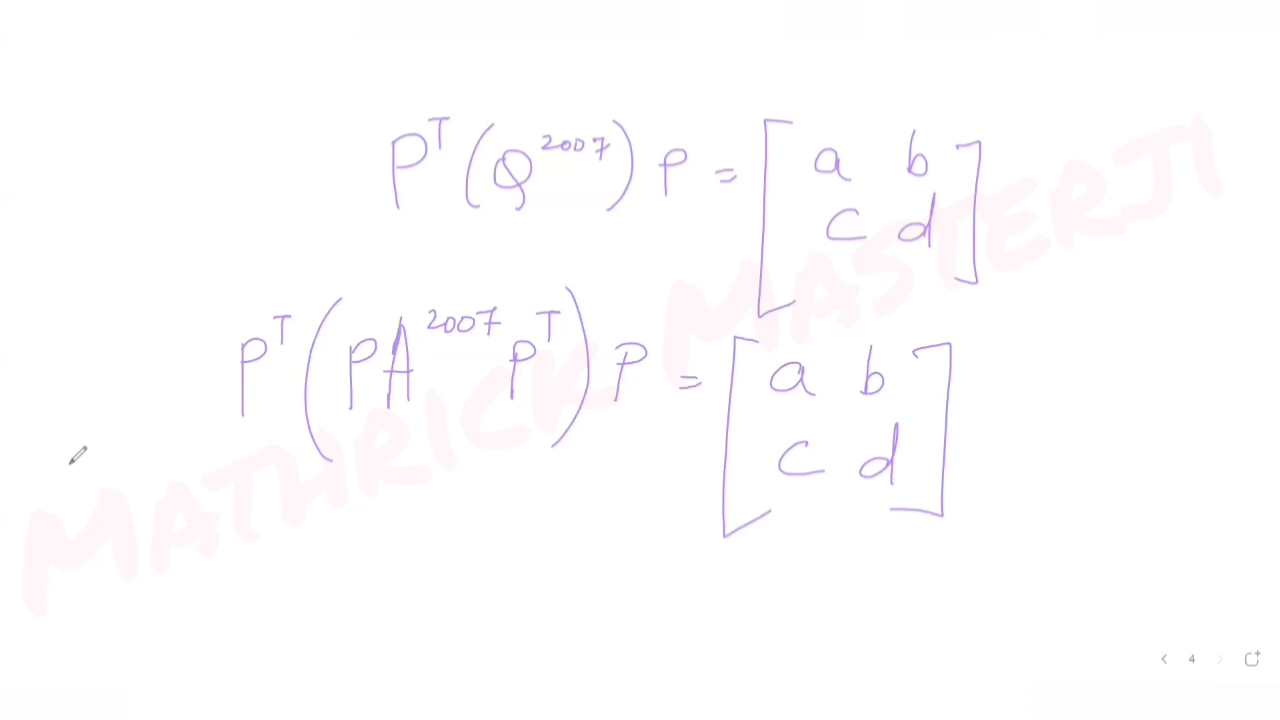 P^T (Q^2007) P = [a b
c d]
P^T (P A^2007 P^T) P = [a b
c d]
MATHRICK MASTERJI
< 4 >